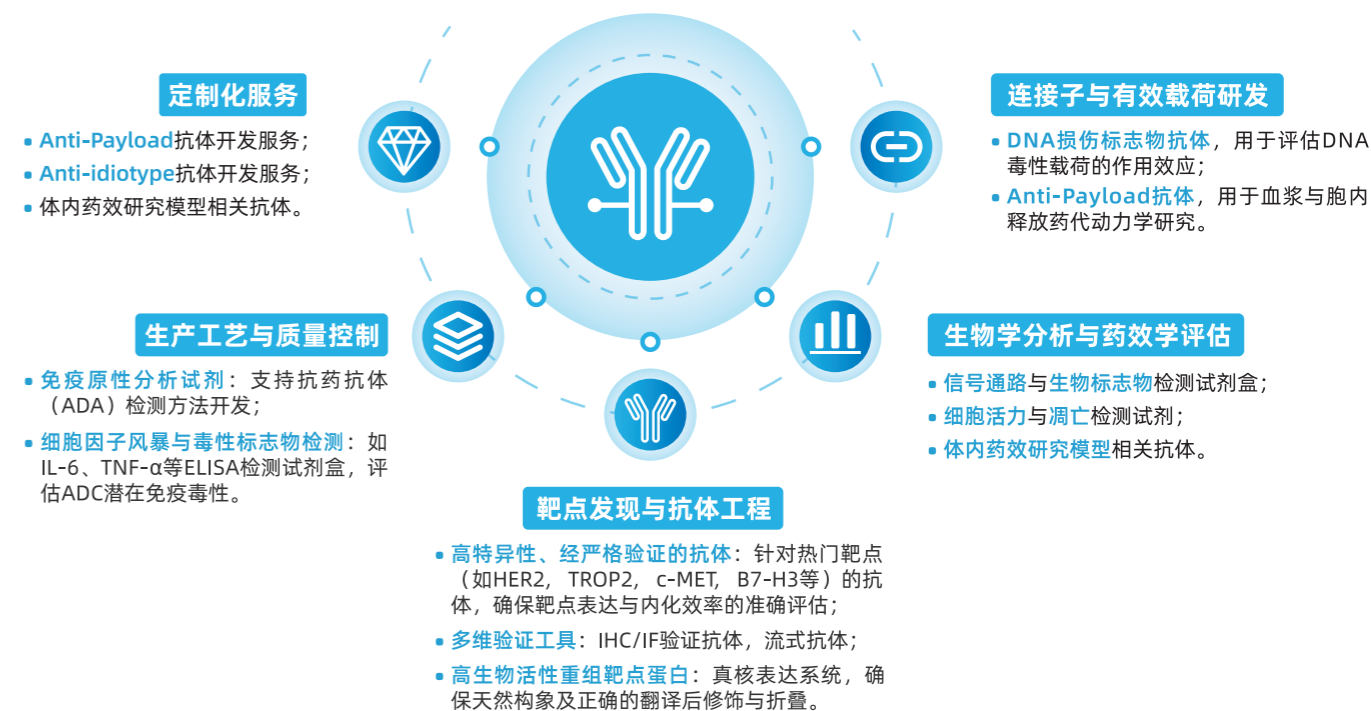 定制化服务
Anti-Payload抗体开发服务；
Anti-idiotype抗体开发服务；
体内药效研究模型相关抗体。
生产工艺与质量控制
免疫原性分析试剂：支持抗药抗体
（ADA）检测方法开发；
细胞因子风暴与毒性标志物检测：如
IL-6、TNF-α等ELISA检测试剂盒，评
估ADC潜在免疫毒性。
靶点发现与抗体工程
高特异性、经严格验证的抗体：针对热门靶点
（如HER2，TROP2，c-MET，B7-H3等）的抗
体，确保靶点表达与内化效率的准确评估；
多维验证工具：IHC/IF验证抗体，流式抗体；
高生物活性重组靶点蛋白：真核表达系统，确
保天然构象及正确的翻译后修饰与折叠。
连接子与有效载荷研发
DNA损伤标志物抗体，用于评估DNA
毒性载荷的作用效应；
Anti-Payload抗体，用于血浆与胞内
释放药代动力学研究。
生物学分析与药效学评估
信号通路与生物标志物检测试剂盒；
细胞活力与凋亡检测试剂；
体内药效研究模型相关抗体。